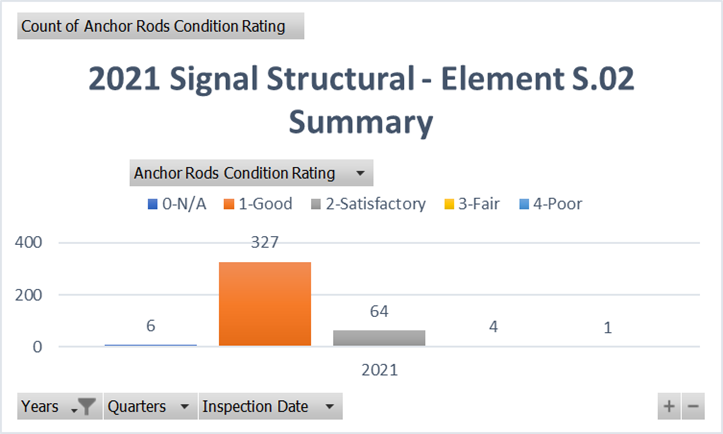 Count of Anchor Rods Condition Rating
2021 Signal Structural - Element S.02
Summary
Anchor Rods Condition Rating
0-N/A 1-Good 2-Satisfactory 3-Fair 4-Poor
400
327
200
6
64
4
1
0
2021
Years Quarters Inspection Date + −